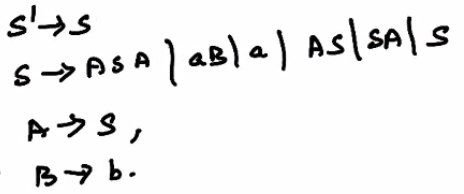 S'→S
S → ASA | aB | a | AS | SA | S
A → S,
B → b.